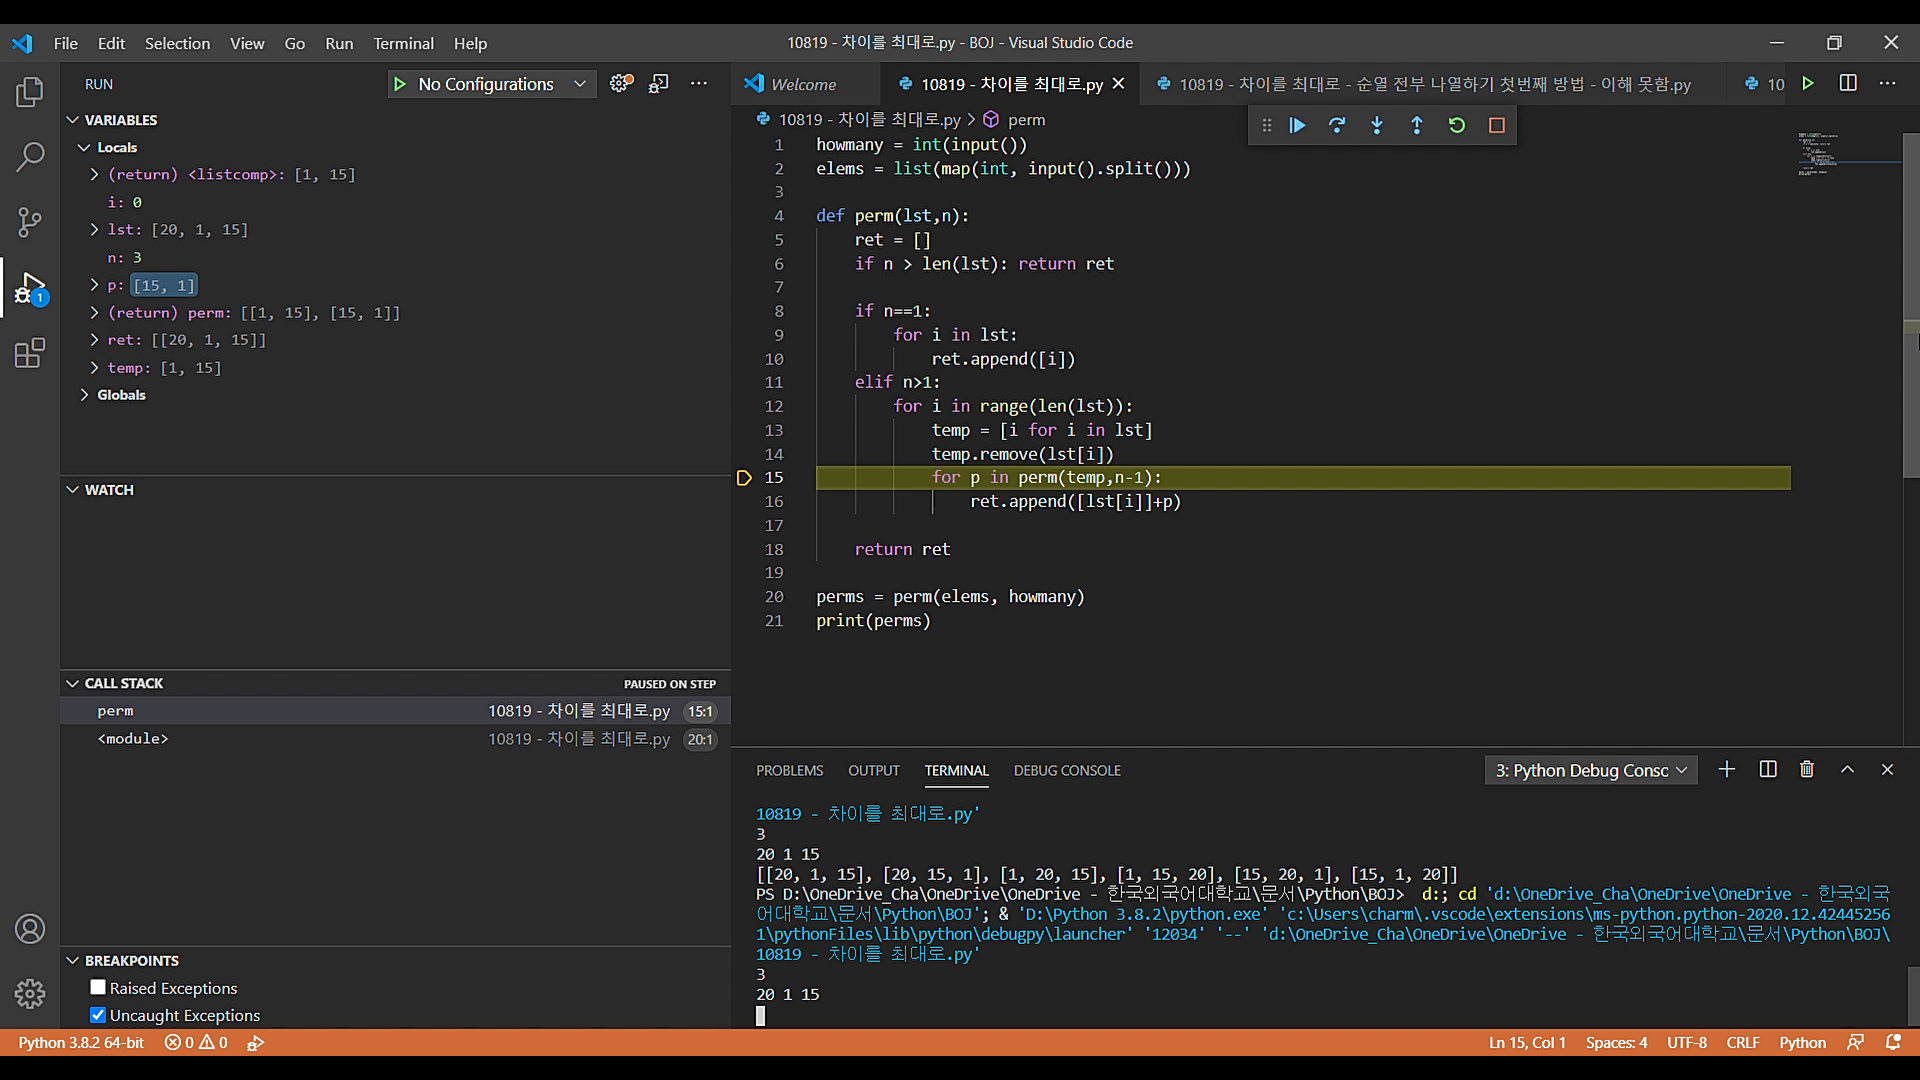 File Edit Selection View Go Run Terminal Help
10819 - 차이를 최대로.py - BOJ - Visual Studio Code
RUN
No Configurations
VARIABLES
Locals
(return) <listcomp>: [1, 15]
i: 0
lst: [20, 1, 15]
n: 3
p: [15, 1]
(return) perm: [[1, 15], [15, 1]]
ret: [[20, 1, 15]]
temp: [1, 15]
Globals
WATCH
CALL STACK
PAUSED ON STEP
perm 10819 - 차이를 최대로.py 15:1
<module> 10819 - 차이를 최대로.py 20:1
BREAKPOINTS
Raised Exceptions
Uncaught Exceptions
1
Welcome
10819 - 차이를 최대로.py
10819 - 차이를 최대로 - 순열 전부 나열하기 첫번째 방법 - 이해 못함.py
10
10819 - 차이를 최대로.py > perm
1 howmany = int(input())
2 elems = list(map(int, input().split()))
3
4 def perm(lst,n):
5 ret = []
6 if n > len(lst): return ret
7
8 if n==1:
9 for i in lst:
10 ret.append([i])
11 elif n>1:
12 for i in range(len(lst)):
13 temp = [i for i in lst]
14 temp.remove(lst[i])
15 for p in perm(temp,n-1):
16 ret.append([lst[i]]+p)
17
18 return ret
19
20 perms = perm(elems, howmany)
21 print(perms)
PROBLEMS OUTPUT TERMINAL DEBUG CONSOLE
3: Python Debug Consc
10819 - 차이를 최대로.py'
3
20 1 15
[[20, 1, 15], [20, 15, 1], [1, 20, 15], [1, 15, 20], [15, 20, 1], [15, 1, 20]]
PS D:\OneDrive_Cha\OneDrive\OneDrive - 한국외국어대학교\문서\Python\BOJ> d:; cd 'd:\OneDrive_Cha\OneDrive\OneDrive - 한국외국
어대학교\문서\Python\BOJ'; & 'D:\Python 3.8.2\python.exe' 'c:\Users\charm\.vscode\extensions\ms-python.python-2020.12.42445256
1\pythonFiles\lib\python\debugpy\launcher' '12034' '--' 'd:\OneDrive_Cha\OneDrive\OneDrive - 한국외국어대학교\문서\Python\BOJ\
10819 - 차이를 최대로.py'
3
20 1 15
Python 3.8.2 64-bit 0 0
Ln 15, Col 1 Spaces: 4 UTF-8 CRLF Python